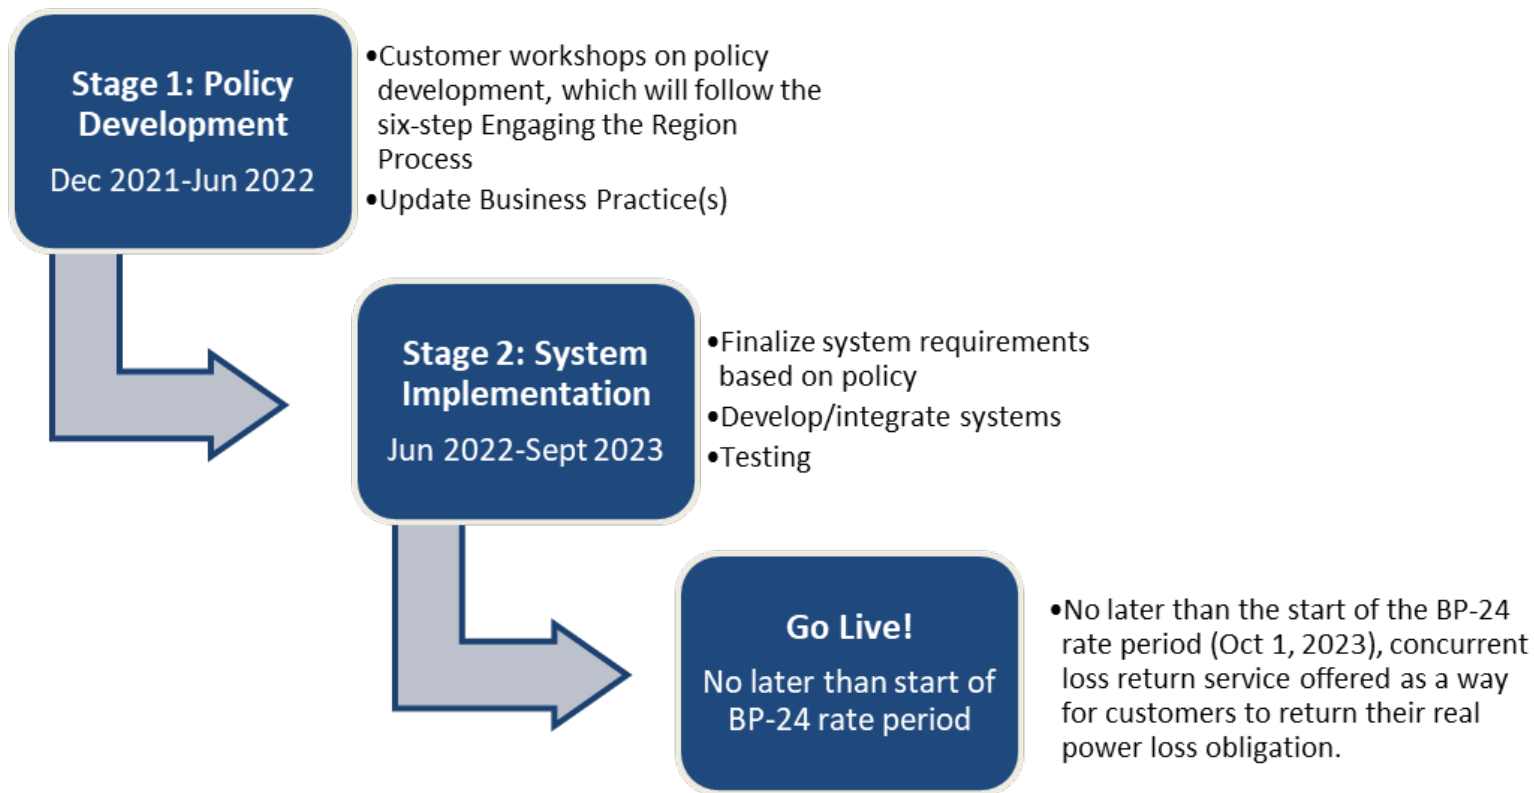 Stage 1: Policy
Development
Dec 2021-Jun 2022
•Customer workshops on policy
development, which will follow the
six-step Engaging the Region
Process
•Update Business Practice(s)
Stage 2: System
Implementation
Jun 2022-Sept 2023
•Finalize system requirements
based on policy
•Develop/integrate systems
•Testing
Go Live!
No later than start of
BP-24 rate period
•No later than the start of the BP-24
rate period (Oct 1, 2023), concurrent
loss return service offered as a way
for customers to return their real
power loss obligation.